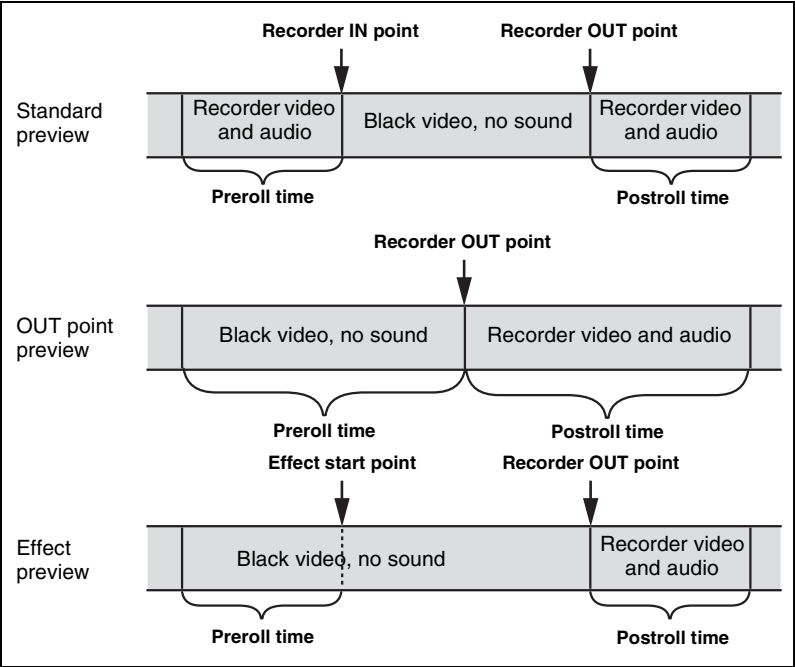 Recorder IN point
Recorder OUT point
Standard
preview
Recorder video
and audio
Black video, no sound
Recorder video
and audio
Preroll time
Postroll time
Recorder OUT point
OUT point
preview
Black video, no sound
Recorder video and audio
Preroll time
Postroll time
Effect start point
Recorder OUT point
Effect
preview
Black video, no sound
Recorder video
and audio
Preroll time
Postroll time